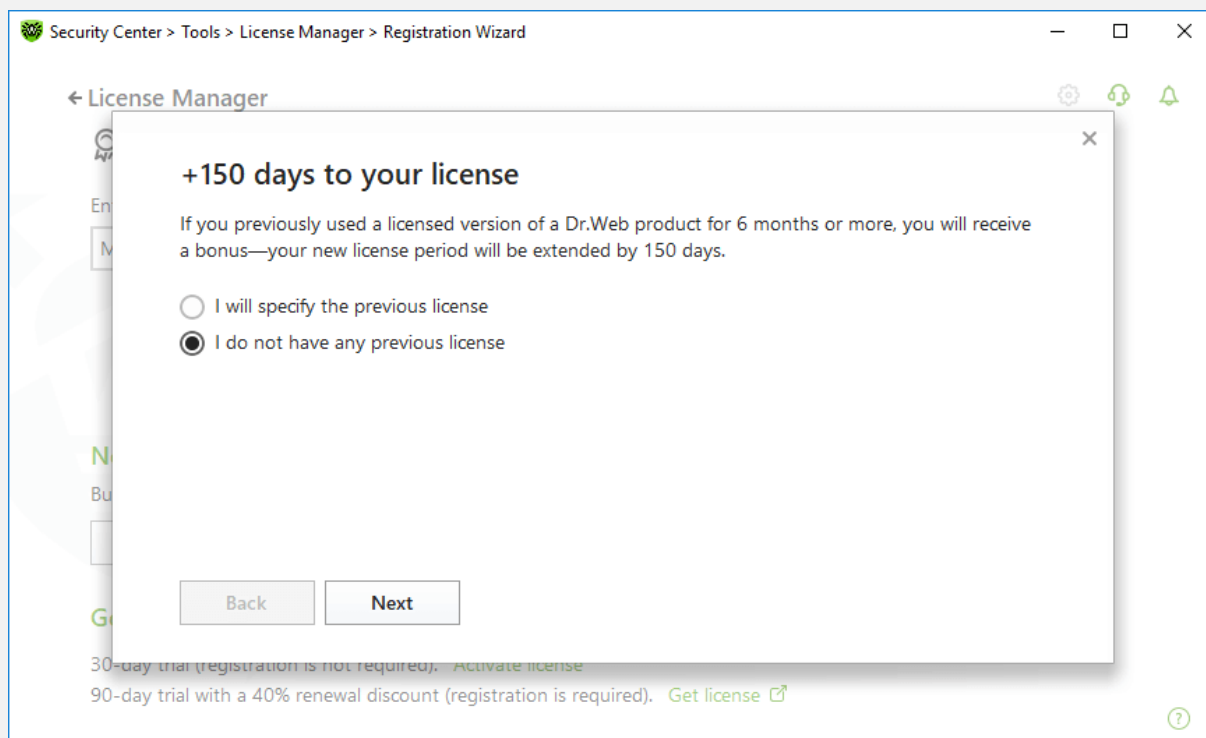 Security Center > Tools > License Manager > Registration Wizard
License Manager
+150 days to your license
If you previously used a licensed version of a Dr.Web product for 6 months or more, you will receive
a bonus—your new license period will be extended by 150 days.
I will specify the previous license
I do not have any previous license
Back
Next
30-day trial (registration is not required). Activate license
90-day trial with a 40% renewal discount (registration is required). Get license